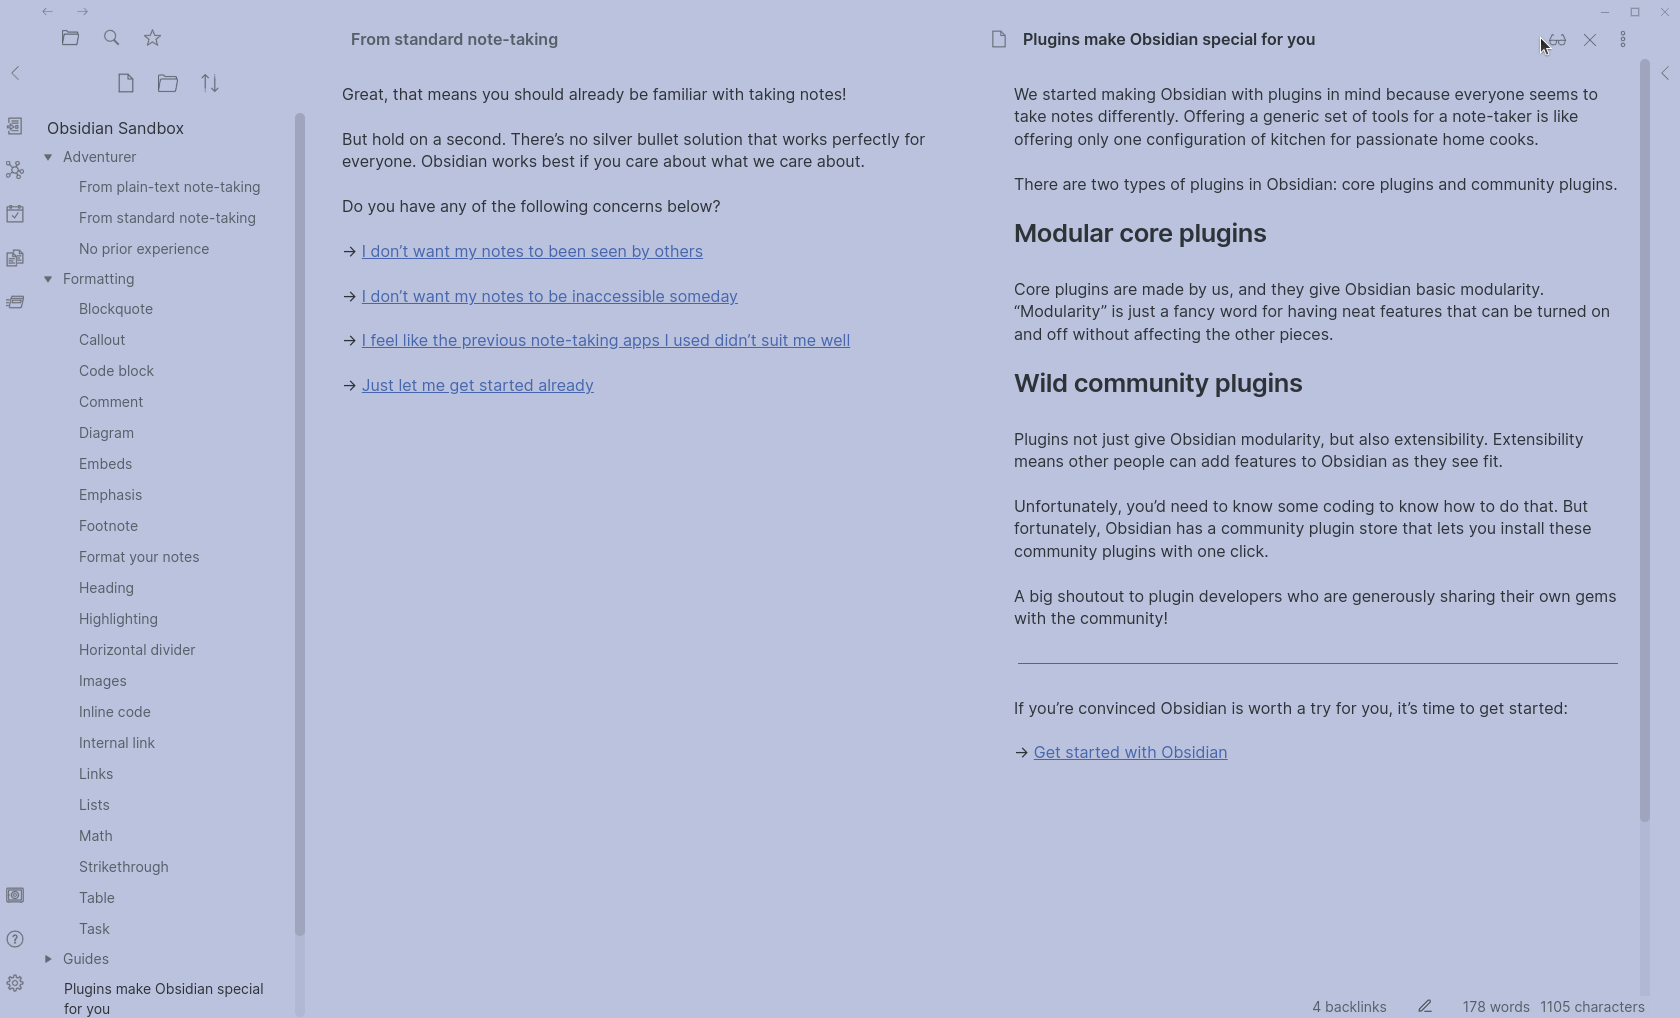 From standard note-taking
Plugins make Obsidian special for you
Obsidian Sandbox
Adventurer
From plain-text note-taking
From standard note-taking
No prior experience
Formatting
Blockquote
Callout
Code block
Comment
Diagram
Embeds
Emphasis
Footnote
Format your notes
Heading
Highlighting
Horizontal divider
Images
Inline code
Internal link
Links
Lists
Math
Strikethrough
Table
Task
Guides
Plugins make Obsidian special
for you
Great, that means you should already be familiar with taking notes!
But hold on a second. There’s no silver bullet solution that works perfectly for
everyone. Obsidian works best if you care about what we care about.
Do you have any of the following concerns below?
→ I don’t want my notes to been seen by others
→ I don’t want my notes to be inaccessible someday
→ I feel like the previous note-taking apps I used didn’t suit me well
→ Just let me get started already
We started making Obsidian with plugins in mind because everyone seems to
take notes differently. Offering a generic set of tools for a note-taker is like
offering only one configuration of kitchen for passionate home cooks.
There are two types of plugins in Obsidian: core plugins and community plugins.
Modular core plugins
Core plugins are made by us, and they give Obsidian basic modularity.
“Modularity” is just a fancy word for having neat features that can be turned on
and off without affecting the other pieces.
Wild community plugins
Plugins not just give Obsidian modularity, but also extensibility. Extensibility
means other people can add features to Obsidian as they see fit.
Unfortunately, you’d need to know some coding to know how to do that. But
fortunately, Obsidian has a community plugin store that lets you install these
community plugins with one click.
A big shoutout to plugin developers who are generously sharing their own gems
with the community!
If you’re convinced Obsidian is worth a try for you, it’s time to get started:
→ Get started with Obsidian
4 backlinks
178 words
1105 characters